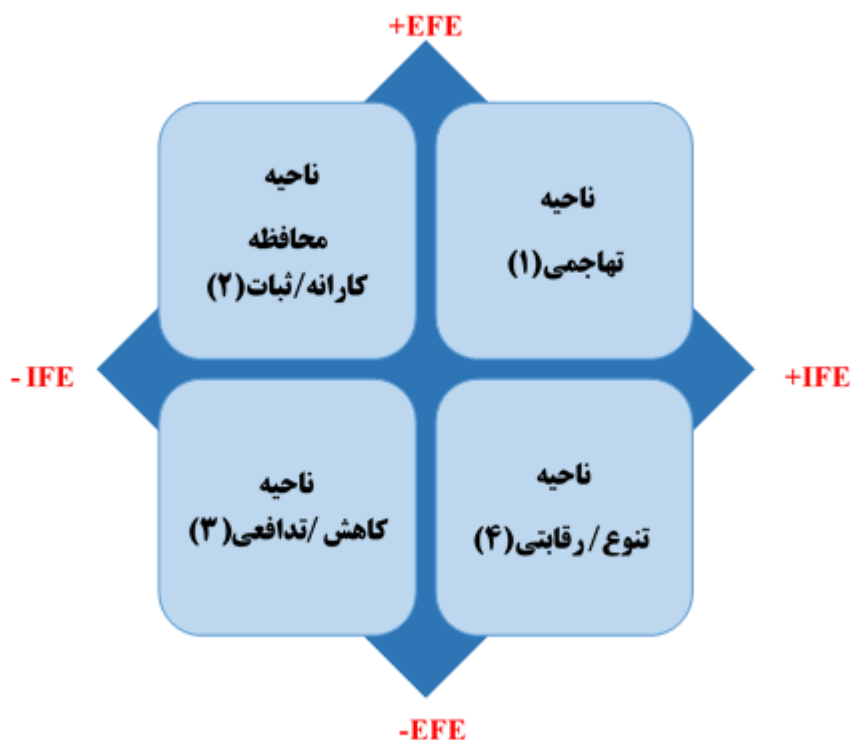 +EFE
ناحیه
تهاجمی(۱)
ناحیه
محافظه
کارانه/ثبات(۲)
+IFE
- IFE
ناحیه
تنوع/رقابتی(۴)
ناحیه
کاهش/تدافعی(۳)
-EFE